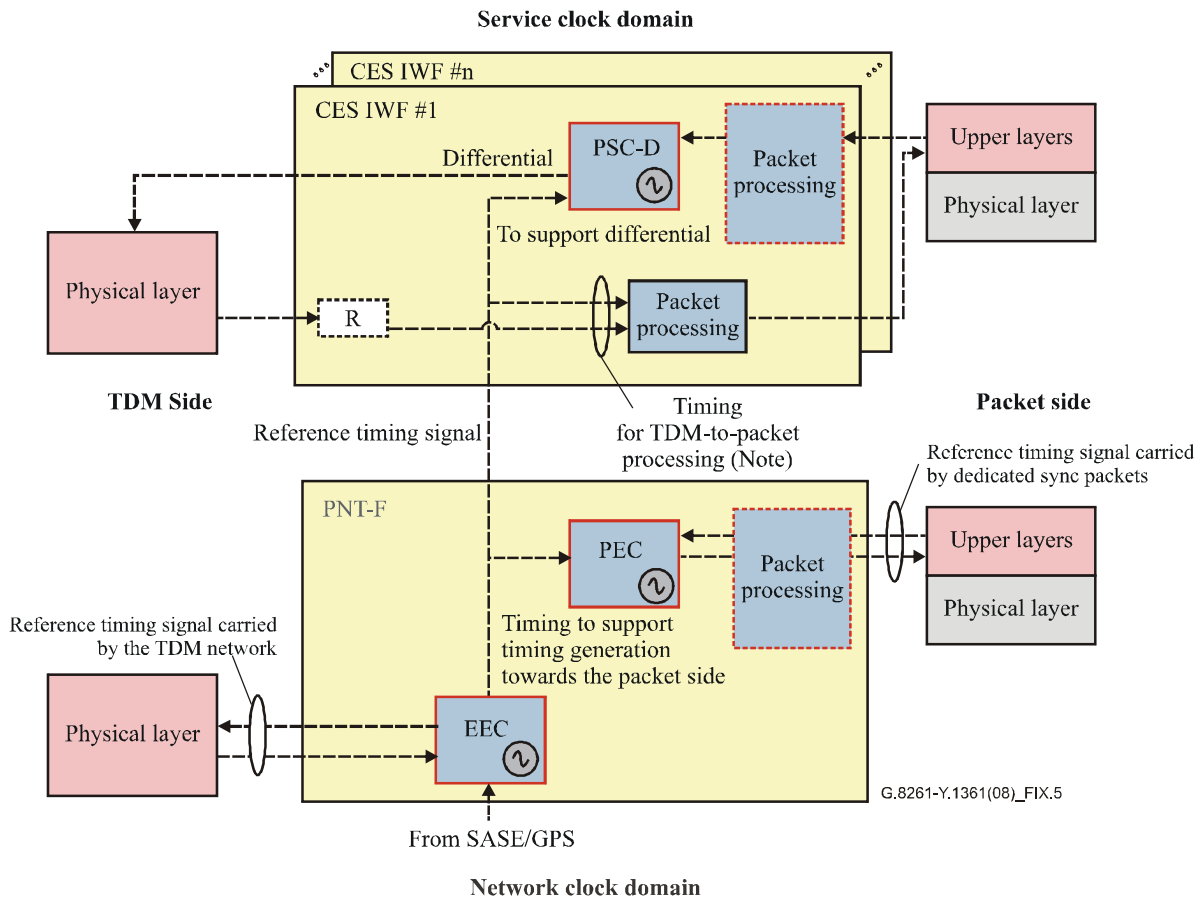 Service clock domain
CES IWF #n
CES IWF #1
PSC-D
Packet
processing
Upper layers
Physical layer
Differential
To support differential
Physical layer
R
Packet
processing
TDM Side
Timing
for TDM-to-packet
processing (Note)
Packet side
Reference timing signal
Reference timing signal carried
by dedicated sync packets
PNT-F
PEC
Packet
processing
Upper layers
Physical layer
Reference timing signal carried
by the TDM network
Timing to support
timing generation
towards the packet side
Physical layer
EEC
G.8261-Y.1361(08)_FIX.5
From SASE/GPS
Network clock domain